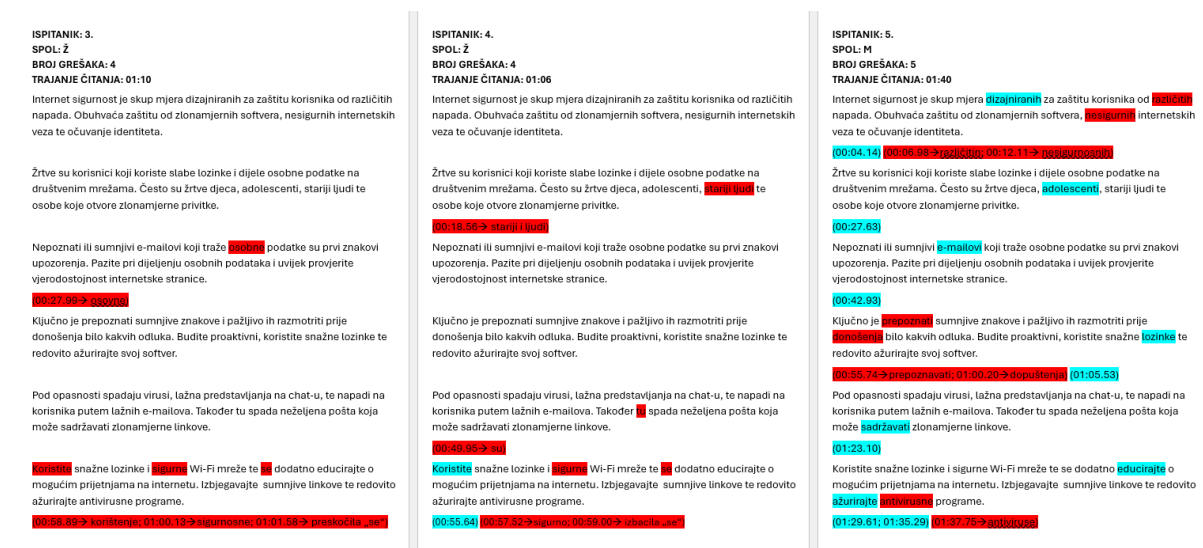 ISPITANIK: 3.
SPOL: Ž
BROJ GREŠAKA: 4
TRAJANJE ČITANJA: 01:10
Internet sigurnost je skup mjera dizajniranih za zaštitu korisnika od različitih
napada. Obuhvaća zaštitu od zlonamjernih softvera, nesigurnih internetskih
veza te očuvanje identiteta.
Žrtve su korisnici koji koriste slabe lozinke i dijele osobne podatke na
društvenim mrežama. Često su žrtve djeca, adolescenti, stariji ljudi te
osobe koje otvore zlonamjerne privitke.
Nepoznati ili sumnjivi e-mailovi koji traže osobne podatke su prvi znakovi
upozorenja. Pazite pri dijeljenju osobnih podataka i uvijek provjerite
vjerodostojnost internetske stranice.
(00:27.99→ osovne)
Ključno je prepoznati sumnjive znakove i pažljivo ih razmotriti prije
donošenja bilo kakvih odluka. Budite proaktivni, koristite snažne lozinke te
redovito ažurirajte svoj softver.
Pod opasnosti spadaju virusi, lažna predstavljanja na chat-u, te napadi na
korisnika putem lažnih e-mailova. Također tu spada neželjena pošta koja
može sadržavati zlonamjerne linkove.
Koristite snažne lozinke i sigurne Wi-Fi mreže te se dodatno educirajte o
mogućim prijetnjama na internetu. Izbjegavajte sumnjive linkove te redovito
ažurirajte antivirusne programe.
(00:58.89→ korištenje; 01:00.13→sigurnosne; 01:01.58→ preskočila „se“)
ISPITANIK: 4.
SPOL: Ž
BROJ GREŠAKA: 4
TRAJANJE ČITANJA: 01:06
Internet sigurnost je skup mjera dizajniranih za zaštitu korisnika od različitih
napada. Obuhvaća zaštitu od zlonamjernih softvera, nesigurnih internetskih
veza te očuvanje identiteta.
Žrtve su korisnici koji koriste slabe lozinke i dijele osobne podatke na
društvenim mrežama. Često su žrtve djeca, adolescenti, stariji ljudi te
osobe koje otvore zlonamjerne privitke.
(00:18.56→ stariji i ljudi)
Nepoznati ili sumnjivi e-mailovi koji traže osobne podatke su prvi znakovi
upozorenja. Pazite pri dijeljenju osobnih podataka i uvijek provjerite
vjerodostojnost internetske stranice.
Ključno je prepoznati sumnjive znakove i pažljivo ih razmotriti prije
donošenja bilo kakvih odluka. Budite proaktivni, koristite snažne lozinke te
redovito ažurirajte svoj softver.
Pod opasnosti spadaju virusi, lažna predstavljanja na chat-u, te napadi na
korisnika putem lažnih e-mailova. Također tu spada neželjena pošta koja
može sadržavati zlonamjerne linkove.
(00:49.95→ su)
Koristite snažne lozinke i sigurne Wi-Fi mreže te se dodatno educirajte o
mogućim prijetnjama na internetu. Izbjegavajte sumnjive linkove te redovito
ažurirajte antivirusne programe.
(00:55.64) (00:57.52→sigurno; 00:59.00→ izbacila „se“)
ISPITANIK: 5.
SPOL: M
BROJ GREŠAKA: 5
TRAJANJE ČITANJA: 01:40
Internet sigurnost je skup mjera dizajniranih za zaštitu korisnika od različitih
napada. Obuhvaća zaštitu od zlonamjernih softvera, nesigurnih internetskih
veza te očuvanje identiteta.
(00:04.14) (00:06.98→različitin; 00:12.11→ nesigurnosnih)
Žrtve su korisnici koji koriste slabe lozinke i dijele osobne podatke na
društvenim mrežama. Često su žrtve djeca, adolescenti, stariji ljudi te
osobe koje otvore zlonamjerne privitke.
(00:27.63)
Nepoznati ili sumnjivi e-mailovi koji traže osobne podatke su prvi znakovi
upozorenja. Pazite pri dijeljenju osobnih podataka i uvijek provjerite
vjerodostojnost internetske stranice.
(00:42.93)
Ključno je prepoznati sumnjive znakove i pažljivo ih razmotriti prije
donošenja bilo kakvih odluka. Budite proaktivni, koristite snažne lozinke te
redovito ažurirajte svoj softver.
(00:55.74→prepoznavati; 01:00.20→dopuštenja) (01:05.53)
Pod opasnosti spadaju virusi, lažna predstavljanja na chat-u, te napadi na
korisnika putem lažnih e-mailova. Također tu spada neželjena pošta koja
može sadržavati zlonamjerne linkove.
(01:23.10)
Koristite snažne lozinke i sigurne Wi-Fi mreže te se dodatno educirajte o
mogućim prijetnjama na internetu. Izbjegavajte sumnjive linkove te redovito
ažurirajte antivirusne programe.
(01:29.61; 01:35.29) (01:37.75→antiviruse)